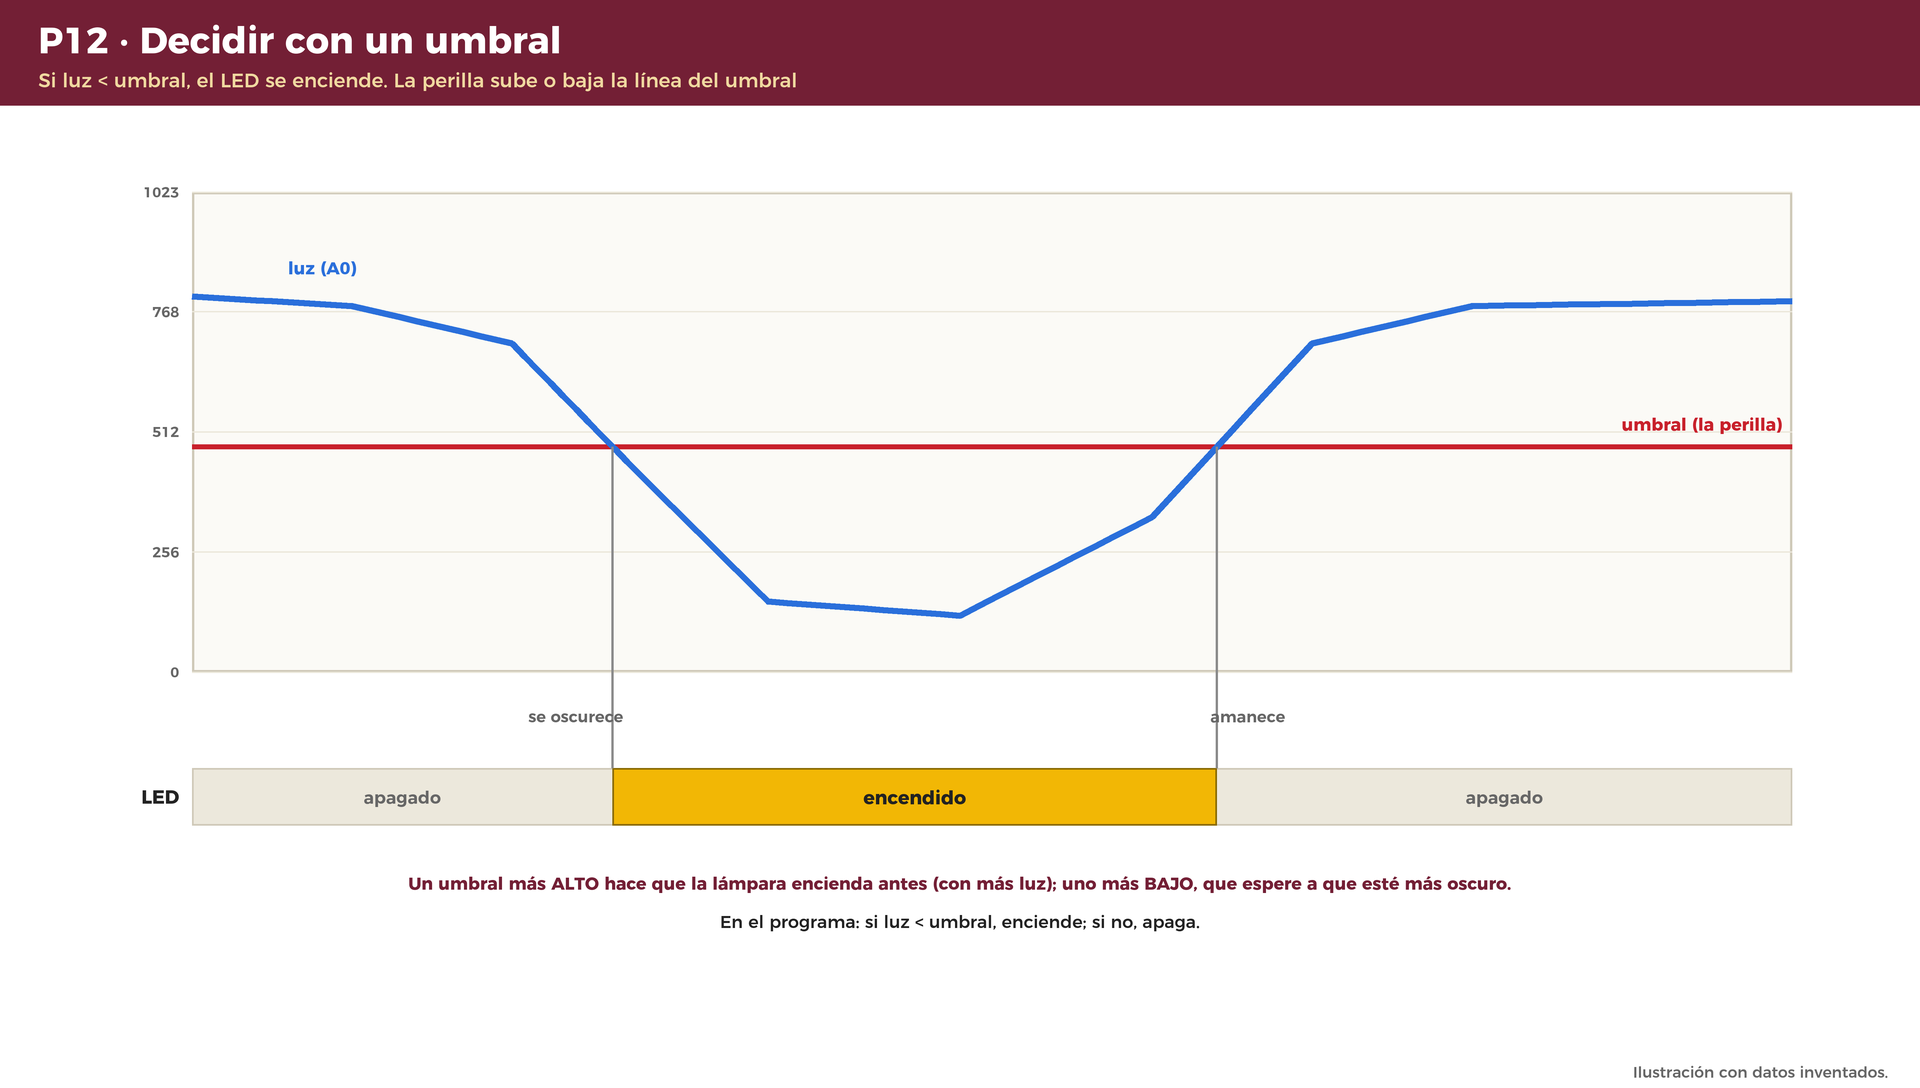 P12 · Decidir con un umbral
Si luz < umbral, el LED se enciende. La perilla sube o baja la línea del umbral
1023
luz (A0)
768
umbral (la perilla)
512
256
0
se oscurece
amanece
LED
apagado
encendido
apagado
Un umbral más ALTO hace que la lámpara encienda antes (con más luz); uno más BAJO, que espere a que esté más oscuro.
En el programa: si luz < umbral, enciende; si no, apaga.
Ilustración con datos inventados.